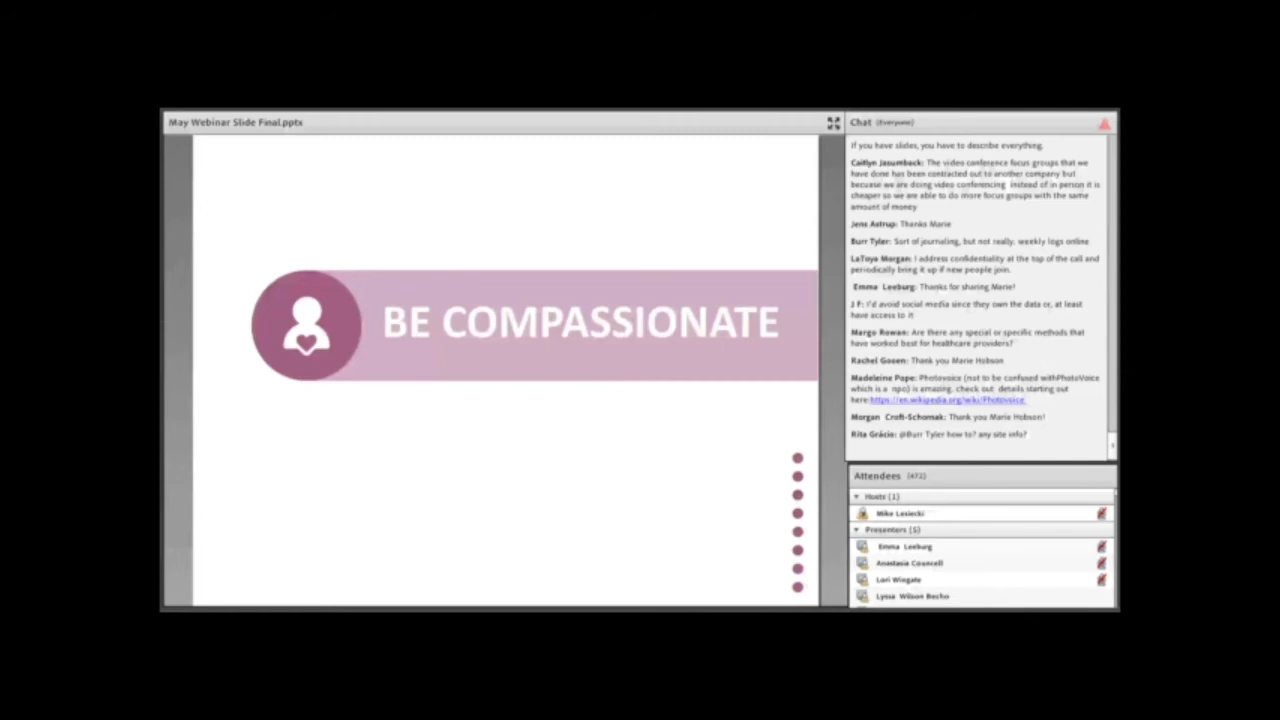 May Webinar Slide Final.pptx
BE COMPASSIONATE
Chat (Everyone)
If you have slides, you have to describe everything.
Caitlyn Jasumback: The video conference focus groups that we
have done has been contracted out to another company but
because we are doing video conferencing instead of in person it is
cheaper so we are able to do more focus groups with the same
amount of money
Jens Astrup: Thanks Marie
Burr Tyler: Sort of journaling, but not really. weekly logs online
LaToya Morgan: I address confidentiality at the top of the call and
periodically bring it up if new people join.
Emma Leeburg: Thanks for sharing Marie!
J F: I'd avoid social media since they own the data or, at least
have access to it
Margo Rowan: Are there any special or specific methods that
have worked best for healthcare providers?
Rachel Gooen: Thank you Marie Hobson
Madeleine Pope: Photovoice (not to be confused withPhotoVoice
which is a npo) is amazing. check out details starting out
here:https://en.wikipedia.org/wiki/Photovoice
Morgan Croft-Schornak: Thank you Marie Hobson!
Rita Grácio: @Burr Tyler how to? any site info?
Attendees (472)
Hosts (1)
Mike Lesiecki
Presenters (5)
Emma Leeburg
Anastasia Councell
Lori Wingate
Lyssa Wilson Becho